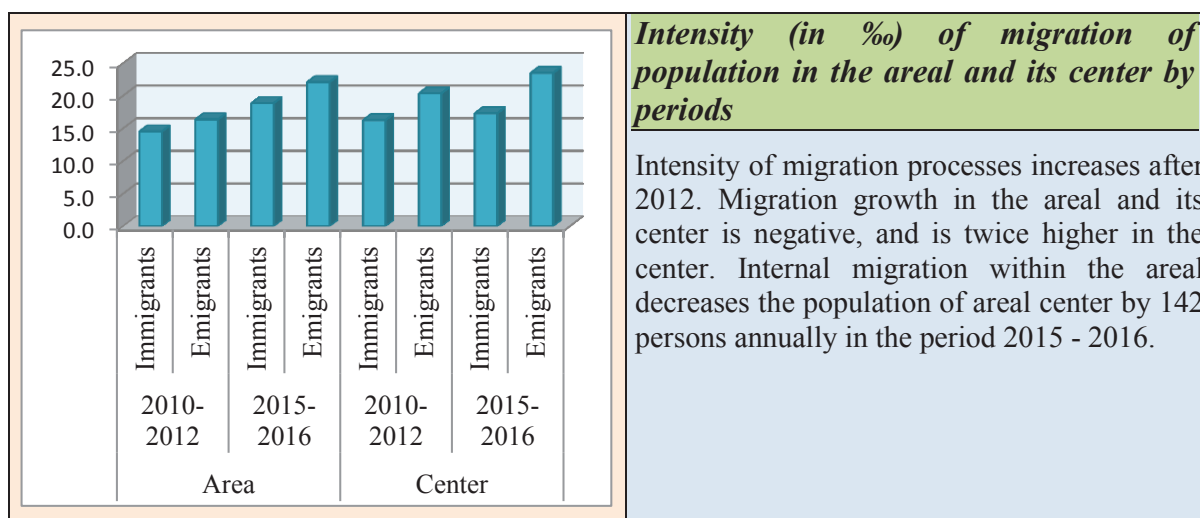 25.0
20.0
15.0
10.0
5.0
0.0
Immigrants
Emigrants
Immigrants
Emigrants
Immigrants
Emigrants
Immigrants
Emigrants
2010-
2012
2015-
2016
2010-
2012
2015-
2016
Area
Center
Intensity (in ‰) of migration of
population in the areal and its center by
periods
Intensity of migration processes increases after
2012. Migration growth in the areal and its
center is negative, and is twice higher in the
center. Internal migration within the areal
decreases the population of areal center by 142
persons annually in the period 2015 - 2016.